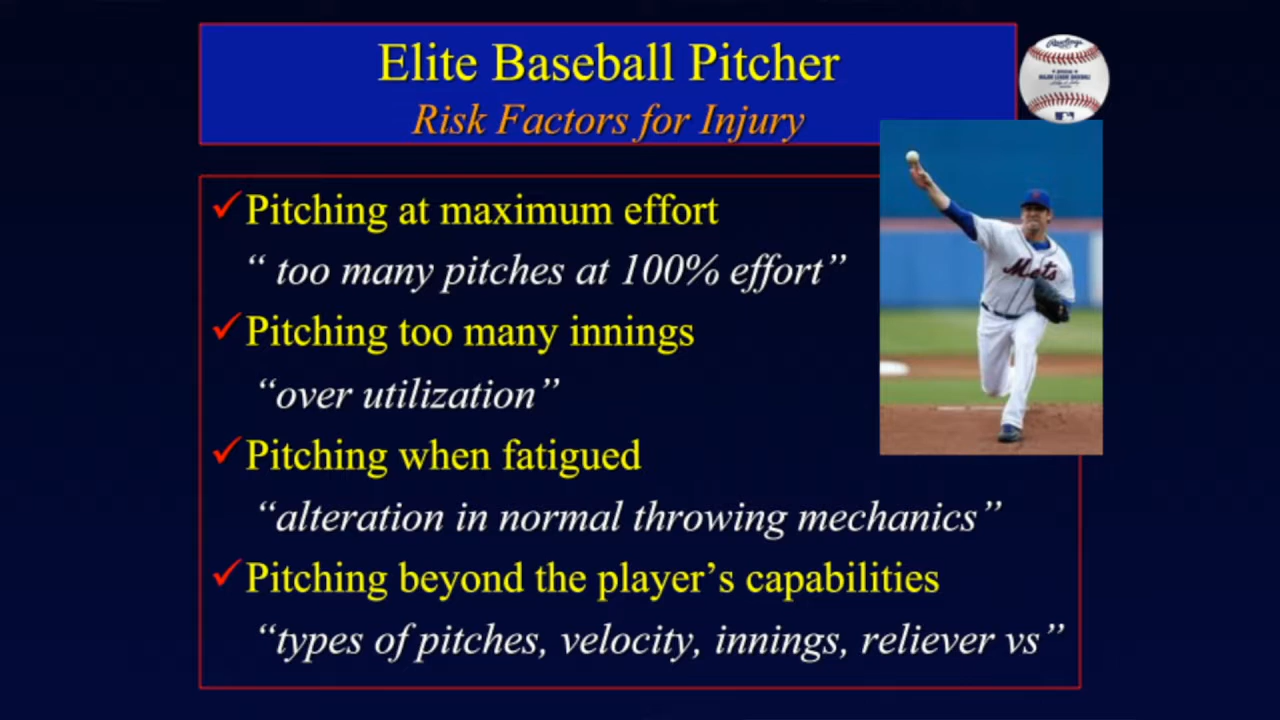 Elite Baseball Pitcher
Risk Factors for Injury
Rawlings
Pitching at maximum effort
“ too many pitches at 100% effort”
Pitching too many innings
“over utilization”
Pitching when fatigued
“alteration in normal throwing mechanics”
Pitching beyond the player’s capabilities
“types of pitches, velocity, innings, reliever vs”
Mets